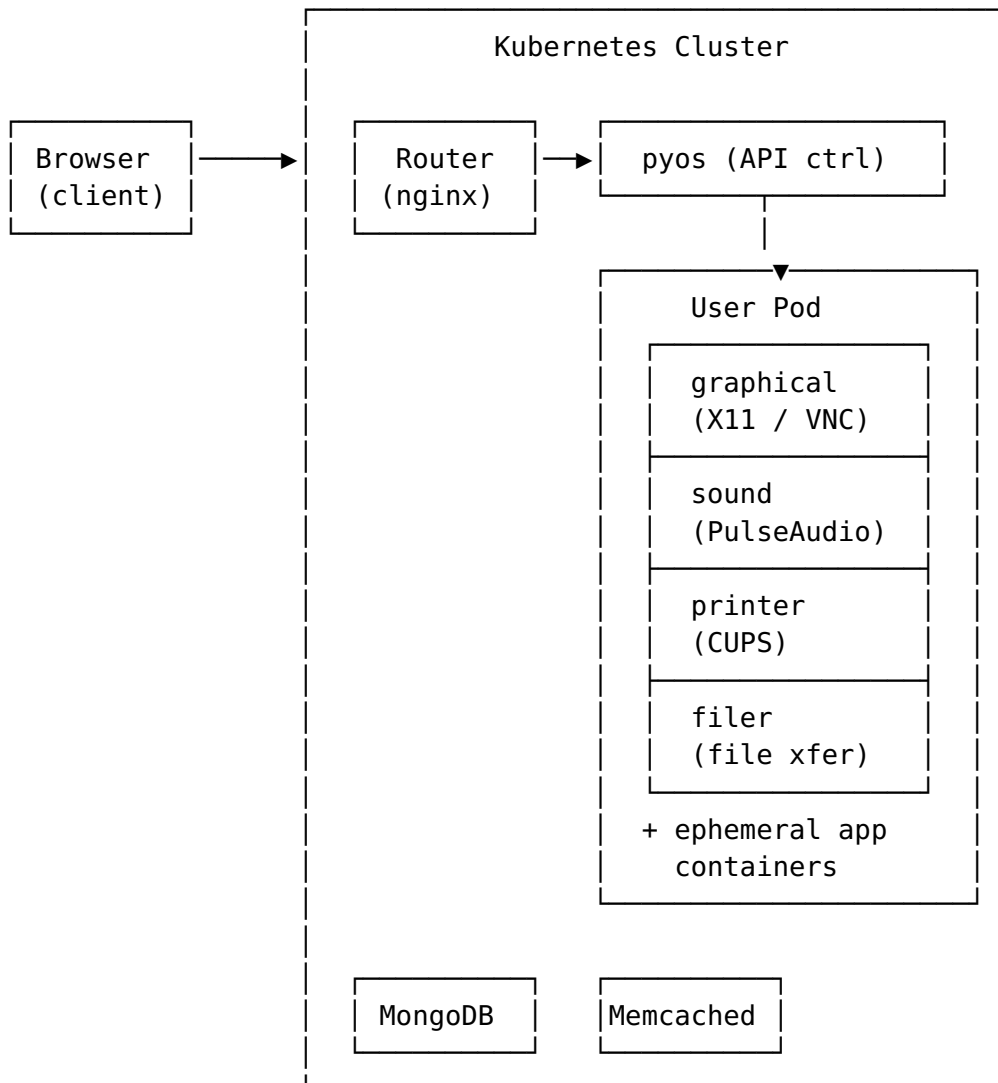 Kubernetes Cluster
Browser
(client)
Router
(nginx)
pyos (API ctrl)
User Pod
graphical
(X11 / VNC)
sound
(PulseAudio)
printer
(CUPS)
filer
(file xfer)
+ ephemeral app
containers
MongoDB
Memcached